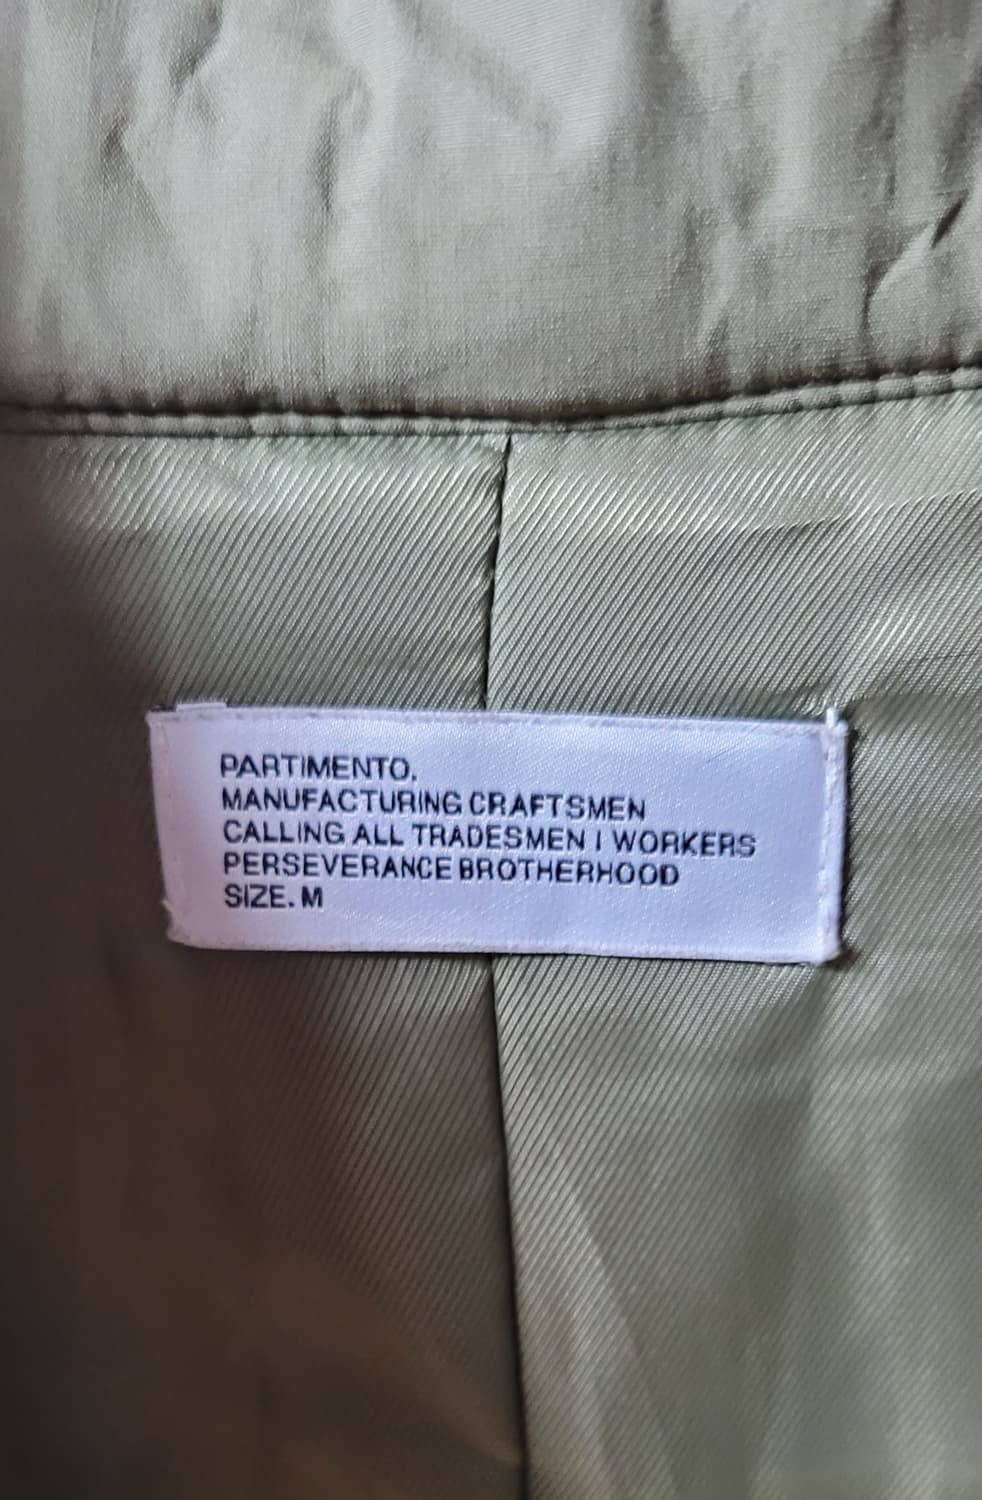 PARTIMENTO.
MANUFACTURING CRAFTSMEN
CALLING ALL TRADESMEN | WORKERS
PERSEVERANCE BROTHERHOOD
SIZE. M